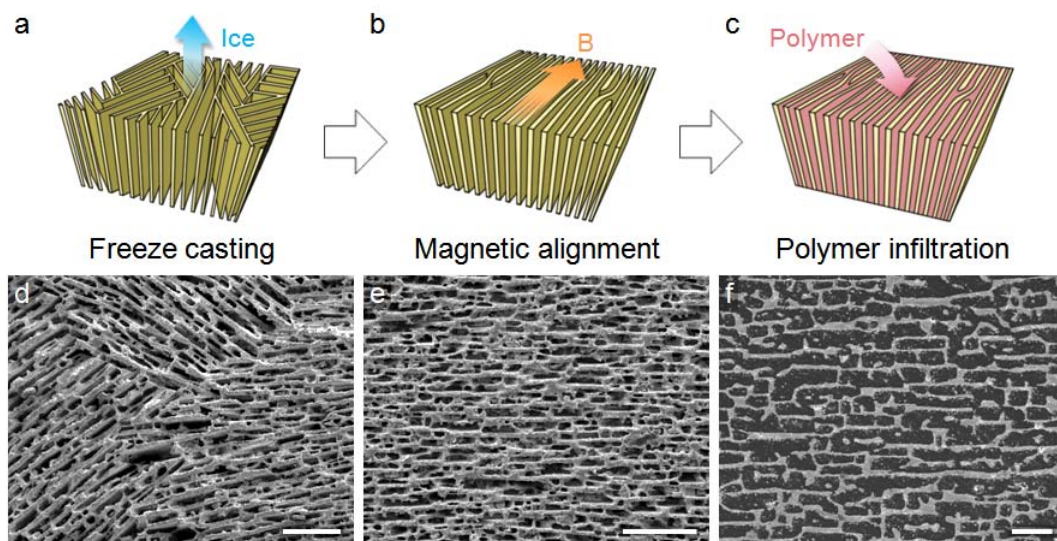 a
Ice
b
B
c
Polymer
Freeze casting
Magnetic alignment
Polymer infiltration
d
e
f